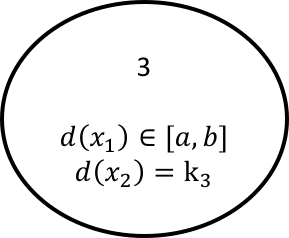 3
d(x₁) ∈ [a, b]
d(x₂) = k₃